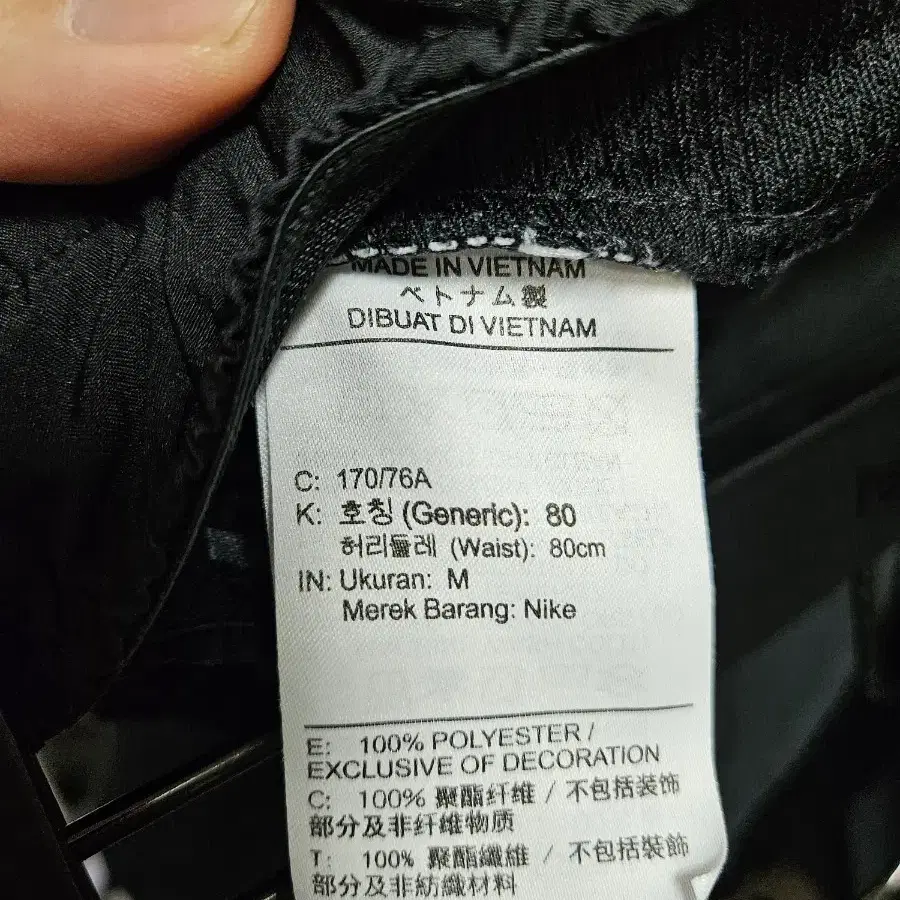 MADE IN VIETNAM
ベトナム製
DIBUAT DI VIETNAM
C: 170/76A
K: 호칭 (Generic): 80
허리둘레 (Waist): 80cm
IN: Ukuran: M
Merek Barang: Nike
E: 100% POLYESTER /
EXCLUSIVE OF DECORATION
C: 100% 聚酯纤维 / 不包括装饰
部分及非纤维物质
T: 100% 聚酯纖維 / 不包括裝飾
部分及非紡織材料